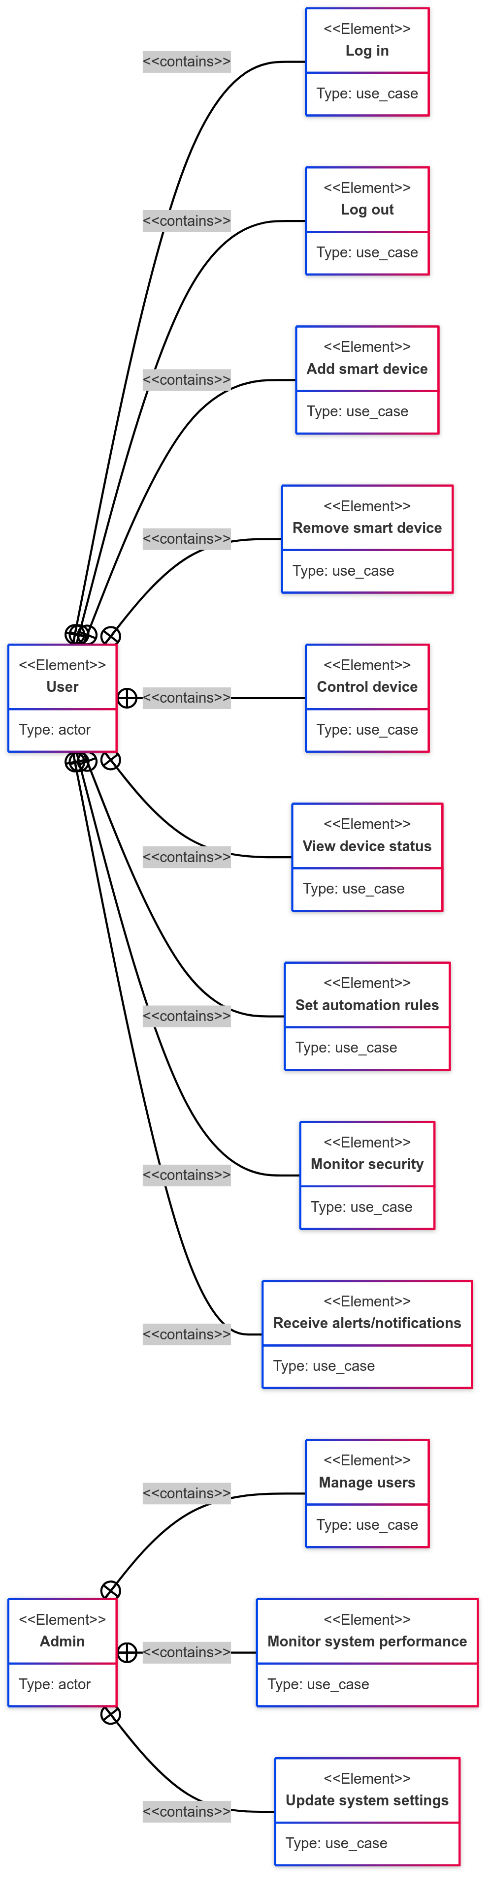 <<contains>>
<<Element>>
Log in
Type: use_case
<<contains>>
<<Element>>
Log out
Type: use_case
<<contains>>
<<Element>>
Add smart device
Type: use_case
<<contains>>
<<Element>>
Remove smart device
Type: use_case
<<Element>>
User
Type: actor
<<contains>>
<<Element>>
Control device
Type: use_case
<<contains>>
<<Element>>
View device status
Type: use_case
<<contains>>
<<Element>>
Set automation rules
Type: use_case
<<contains>>
<<Element>>
Monitor security
Type: use_case
<<contains>>
<<Element>>
Receive alerts/notifications
Type: use_case
<<contains>>
<<Element>>
Manage users
Type: use_case
<<Element>>
Admin
Type: actor
<<contains>>
<<Element>>
Monitor system performance
Type: use_case
<<contains>>
<<Element>>
Update system settings
Type: use_case